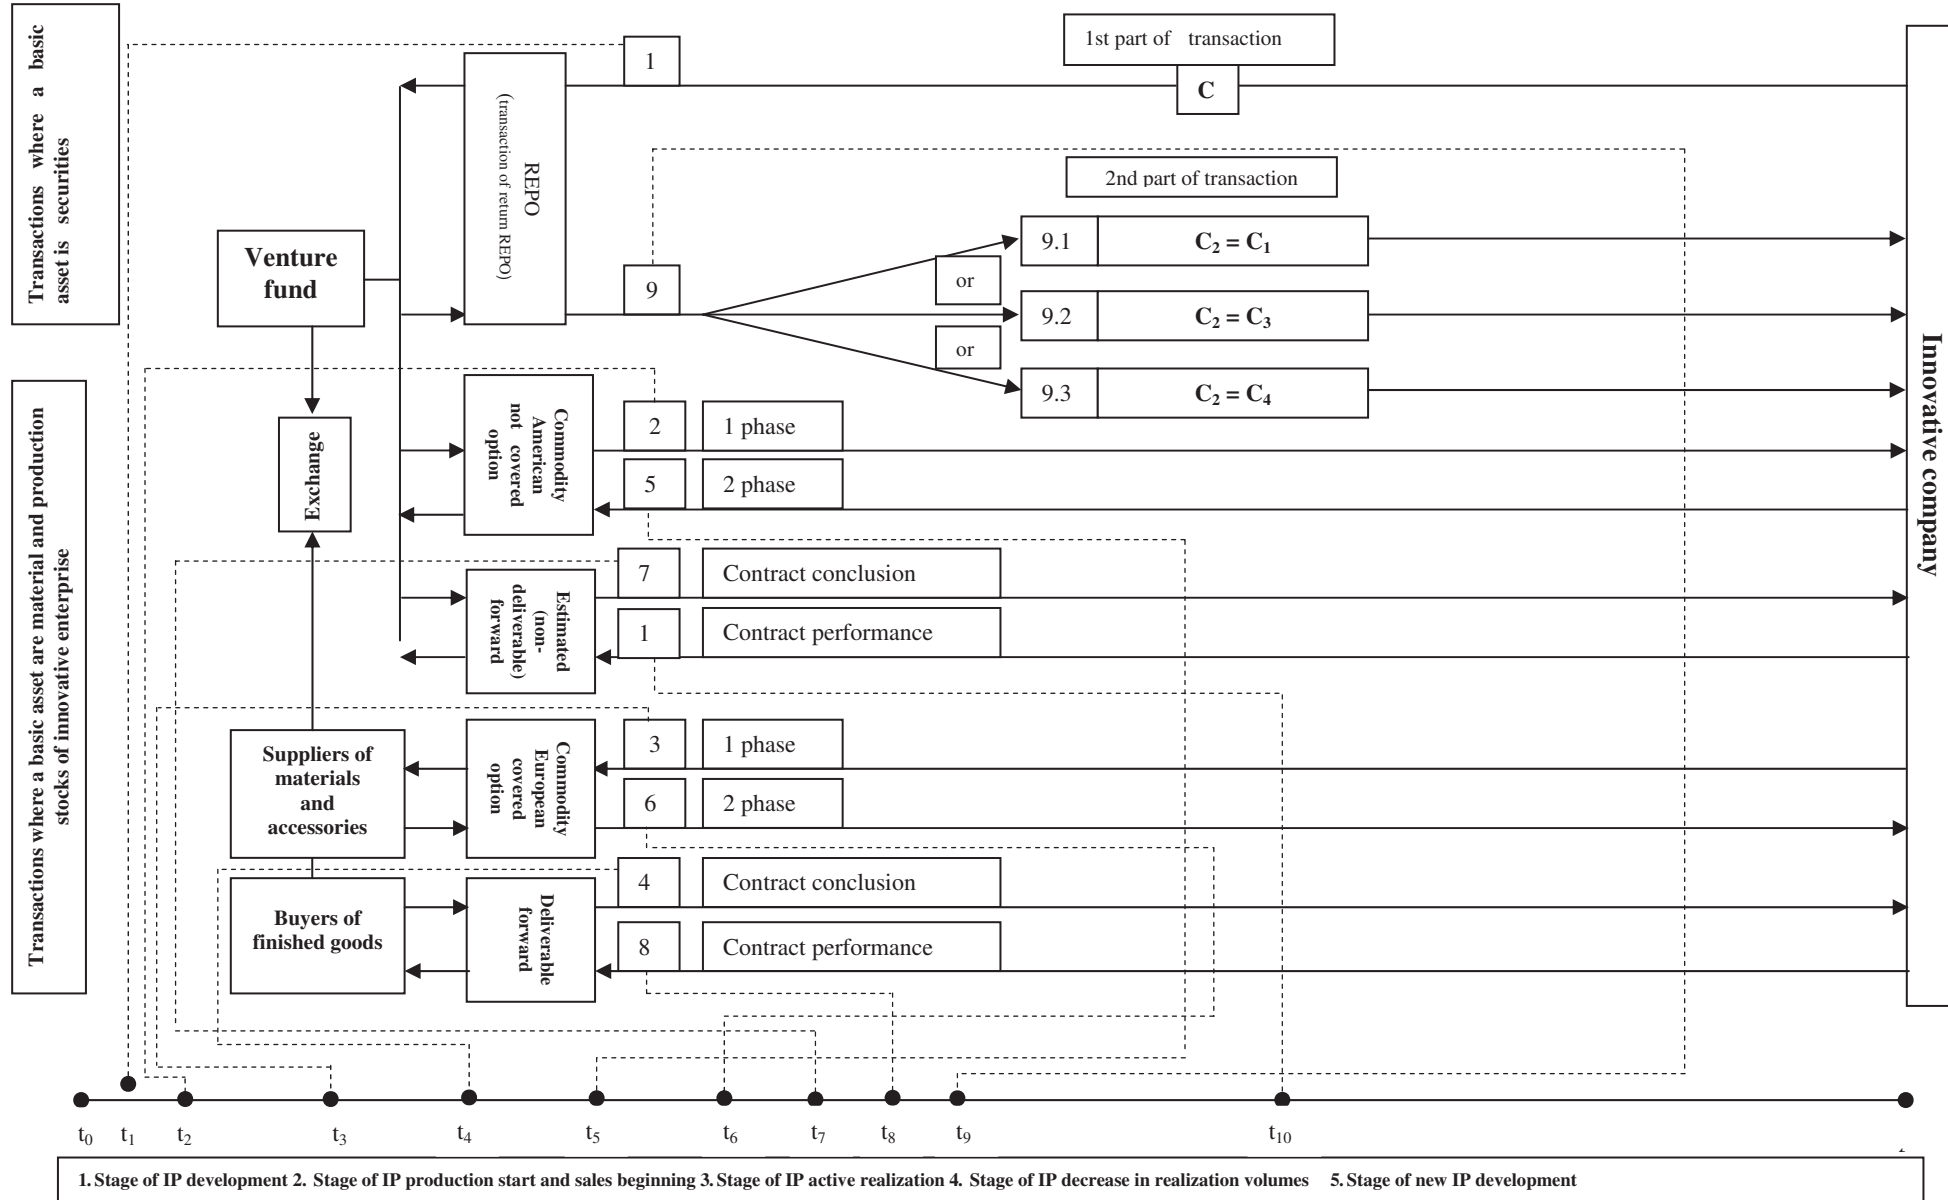 Transactions where a basic
asset is securities
Transactions where a basic asset are material and production
stocks of innovative enterprise
Venture
fund
Exchange
Suppliers of
materials
and
accessories
Buyers of
finished goods
REPO
(transaction of return REPO)
1
1st part of transaction
C
2nd part of transaction
9
or
or
9.1 C₂ = C₁
9.2 C₂ = C₃
9.3 C₂ = C₄
Commodity
American
not covered
option
2 1 phase
5 2 phase
Estimated
(non-
deliverable)
forward
7 Contract conclusion
1 Contract performance
Commodity
European
covered
option
3 1 phase
6 2 phase
Deliverable
forward
4 Contract conclusion
8 Contract performance
Innovative company
t₀ t₁ t₂ t₃ t₄ t₅ t₆ t₇ t₈ t₉ t₁₀
1. Stage of IP development 2. Stage of IP production start and sales beginning 3. Stage of IP active realization 4. Stage of IP decrease in realization volumes 5. Stage of new IP development